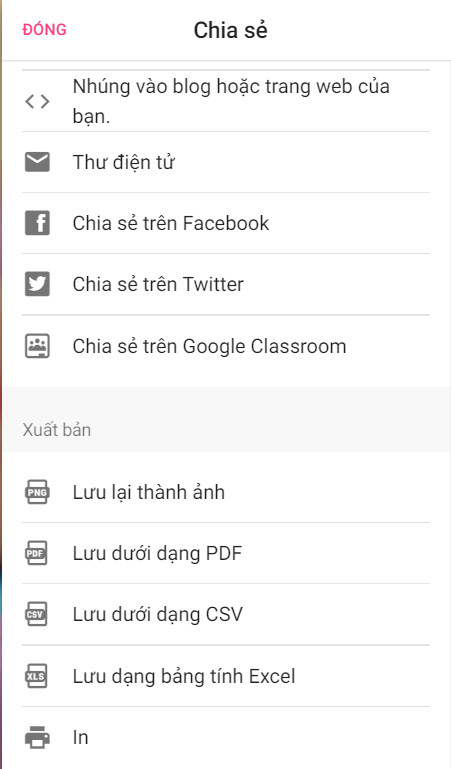 ĐÓNG
Chia sẻ
Nhúng vào blog hoặc trang web của
bạn.
Thư điện tử
Chia sẻ trên Facebook
Chia sẻ trên Twitter
Chia sẻ trên Google Classroom
Xuất bản
PNG
Lưu lại thành ảnh
PDF
Lưu dưới dạng PDF
CSV
Lưu dưới dạng CSV
XLS
Lưu dạng bảng tính Excel
In